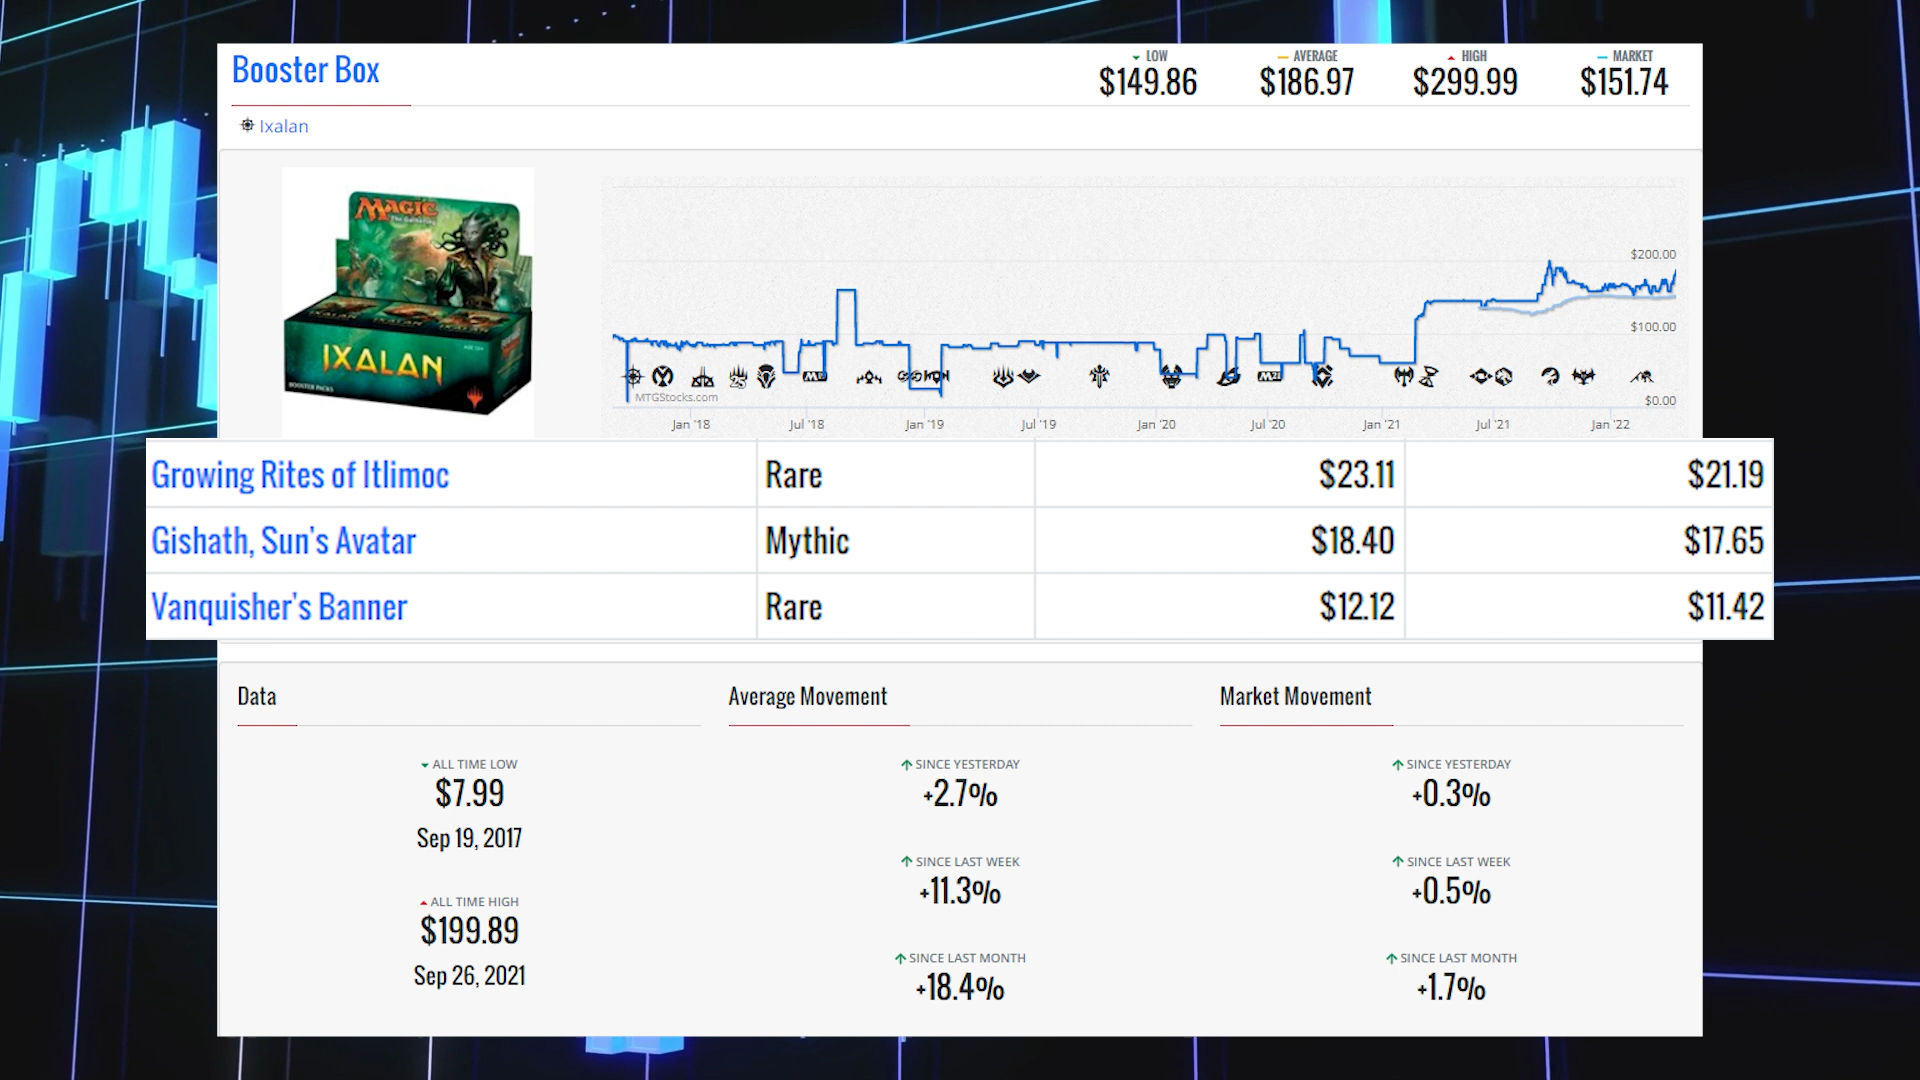 Booster Box
LOW
$149.86
AVERAGE
$186.97
HIGH
$299.99
MARKET
$151.74
Ixalan
MAGIC
The Gathering
IXALAN
BOOSTER PACKS
$200.00
$100.00
$0.00
MTGStocks.com
Jan '18 Jul '18 Jan '19 Jul '19 Jan '20 Jul '20 Jan '21 Jul '21 Jan '22
Growing Rites of Itlimoc Rare $23.11 $21.19
Gishath, Sun's Avatar Mythic $18.40 $17.65
Vanquisher's Banner Rare $12.12 $11.42
Data
ALL TIME LOW
$7.99
Sep 19, 2017
ALL TIME HIGH
$199.89
Sep 26, 2021
Average Movement
SINCE YESTERDAY
+2.7%
SINCE LAST WEEK
+11.3%
SINCE LAST MONTH
+18.4%
Market Movement
SINCE YESTERDAY
+0.3%
SINCE LAST WEEK
+0.5%
SINCE LAST MONTH
+1.7%